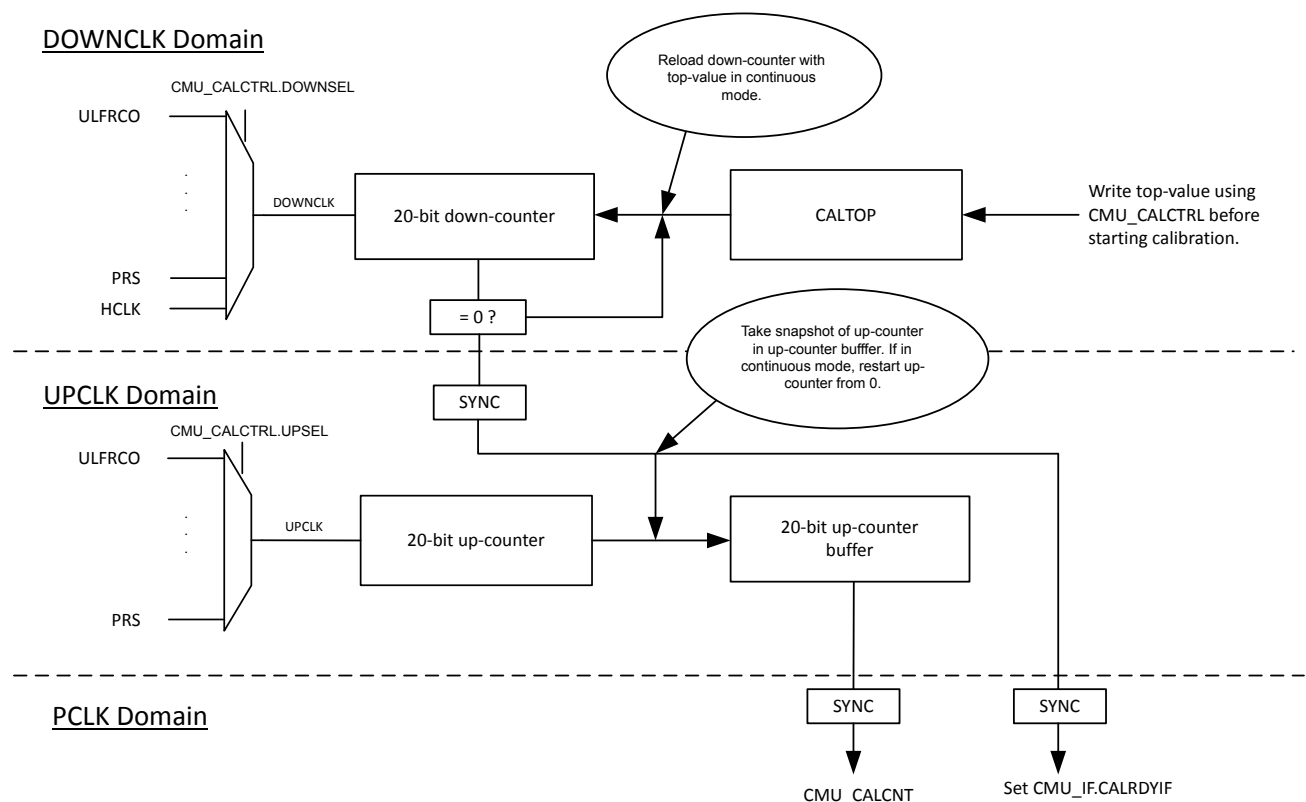 DOWNCLK Domain
Reload down-counter with
top-value in continuous
mode.
CMU_CALCTRL.DOWNSEL
ULFRCO
.
.
.
DOWNCLK
20-bit down-counter
CALTOP
Write top-value using
CMU_CALCTRL before
starting calibration.
PRS
HCLK
= 0 ?
Take snapshot of up-counter
in up-counter bufffer. If in
continuous mode, restart up-
counter from 0.
UPCLK Domain
SYNC
CMU_CALCTRL.UPSEL
ULFRCO
.
.
.
UPCLK
20-bit up-counter
20-bit up-counter
buffer
PRS
PCLK Domain
SYNC
SYNC
CMU_CALCNT
Set CMU_IF.CALRDYIF